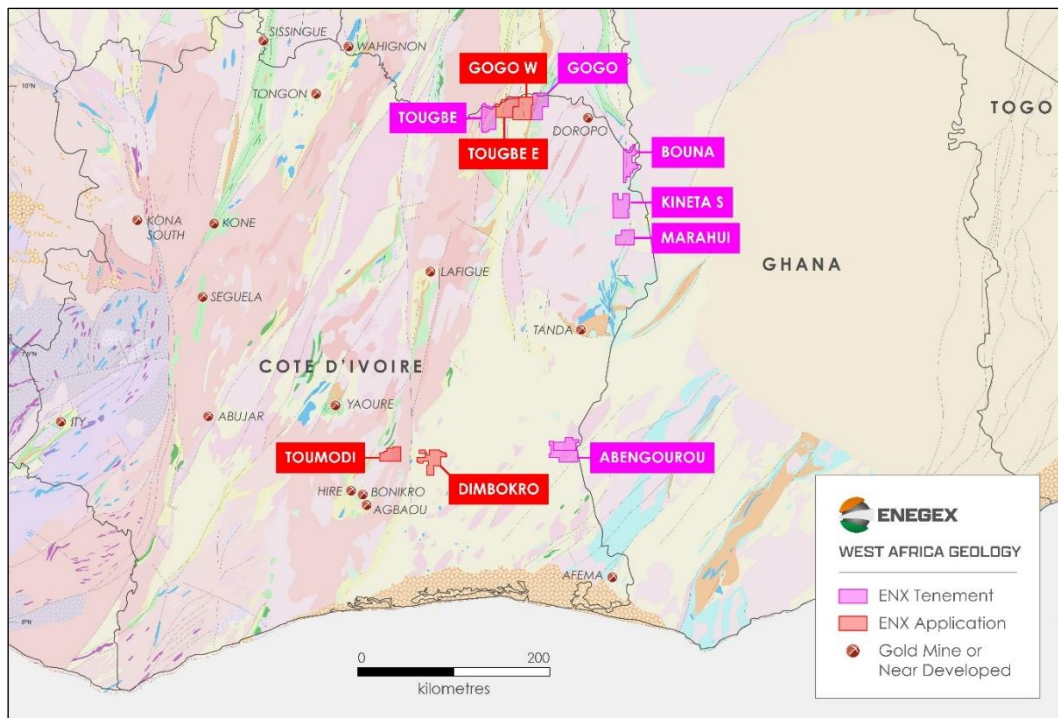 SISSINGUE
WAHIGNON
GOGO W
GOGO
10°N
TONGON
TOUGBE
DOROPO
TOGO
TOUGBE E
BOUNA
KINETA S
KONA
SOUTH
KONE
MARAHUI
GHANA
LAFIGUE
SEGUELA
TANDA
COTE D'IVOIRE
YAOURE
ABUJAR
ITY
TOUMODI
ABENGOUROU
DIMBOKRO
HIRE
BONIKRO
AGBAOU
AFEMA
8°N
0
200
kilometres
ENEGEX
WEST AFRICA GEOLOGY
ENX Tenement
ENX Application
Gold Mine or
Near Developed